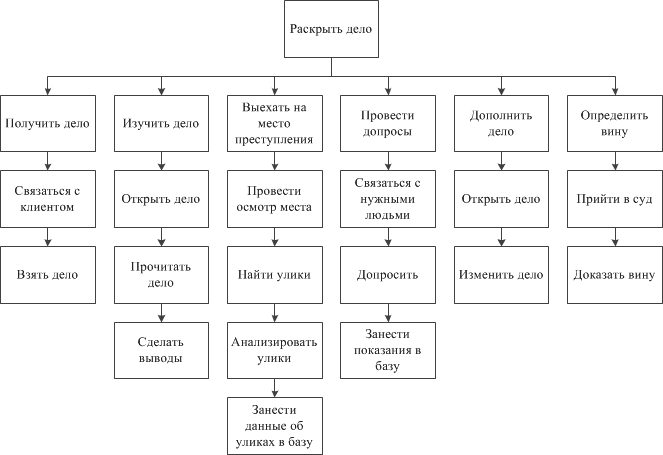 Раскрыть дело
Получить дело
Связаться с
клиентом
Взять дело
Изучить дело
Открыть дело
Прочитать
дело
Сделать
выводы
Выехать на
место
преступления
Провести
осмотр места
Найти улики
Анализировать
улики
Занести
данные об
уликах в базу
Провести
допросы
Связаться с
нужными
людьми
Допросить
Занести
показания в
базу
Дополнить
дело
Открыть дело
Изменить дело
Определить
вину
Прийти в суд
Доказать вину